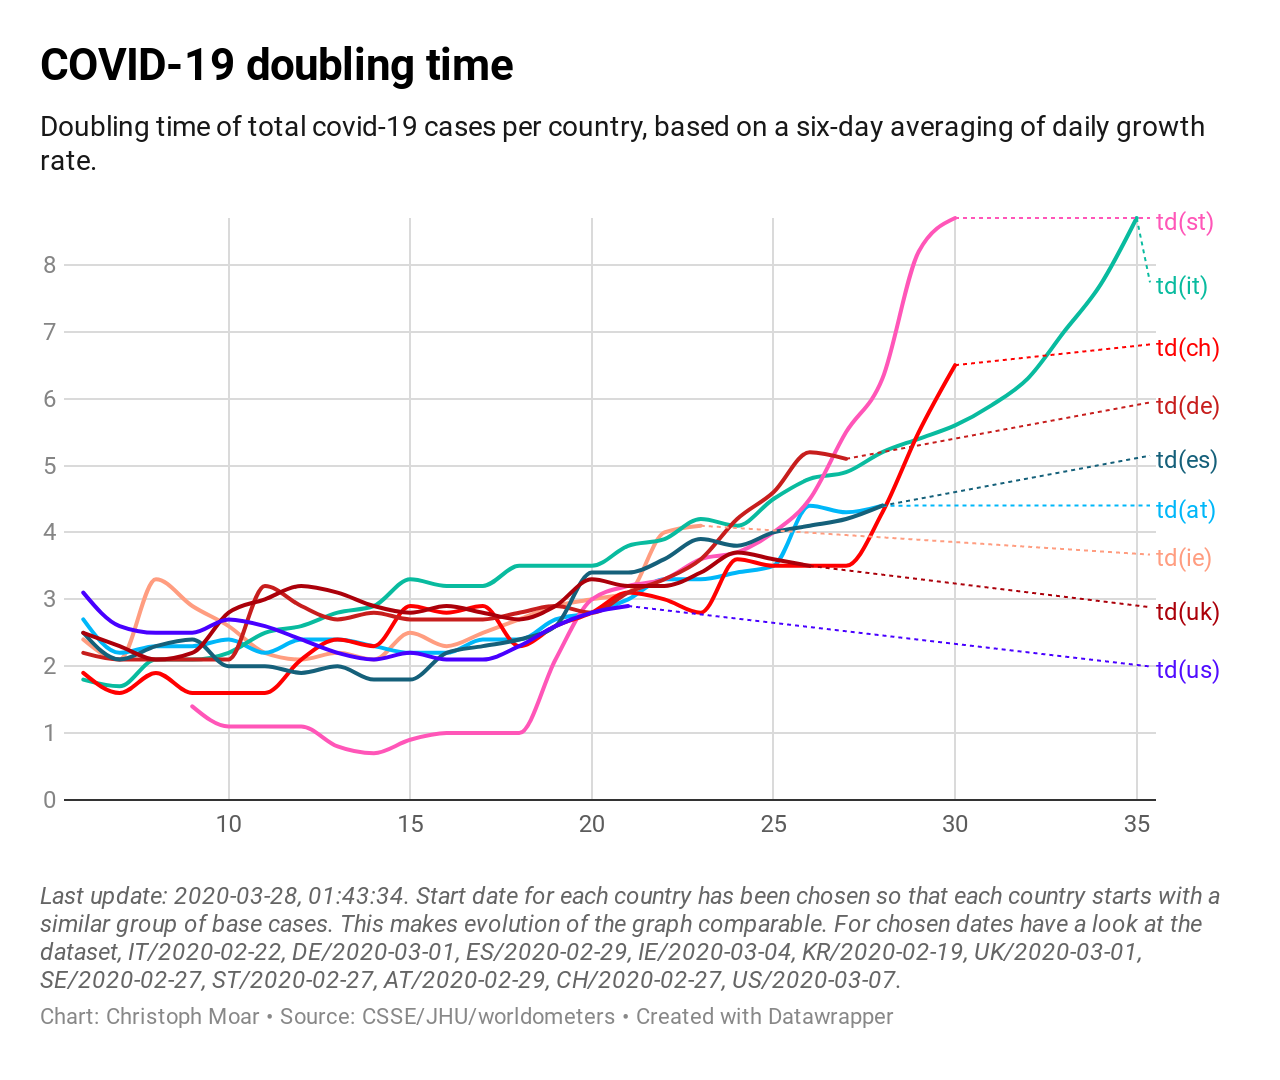 COVID-19 doubling time
Doubling time of total covid-19 cases per country, based on a six-day averaging of daily growth
rate.
td(st)
8
td(it)
7
td(ch)
6
td(de)
5
td(es)
td(at)
4
td(ie)
3
td(uk)
2
td(us)
1
0
10 15 20 25 30 35
Last update: 2020-03-28, 01:43:34. Start date for each country has been chosen so that each country starts with a
similar group of base cases. This makes evolution of the graph comparable. For chosen dates have a look at the
dataset, IT/2020-02-22, DE/2020-03-01, ES/2020-02-29, IE/2020-03-04, KR/2020-02-19, UK/2020-03-01,
SE/2020-02-27, ST/2020-02-27, AT/2020-02-29, CH/2020-02-27, US/2020-03-07.
Chart: Christoph Moar • Source: CSSE/JHU/worldometers • Created with Datawrapper